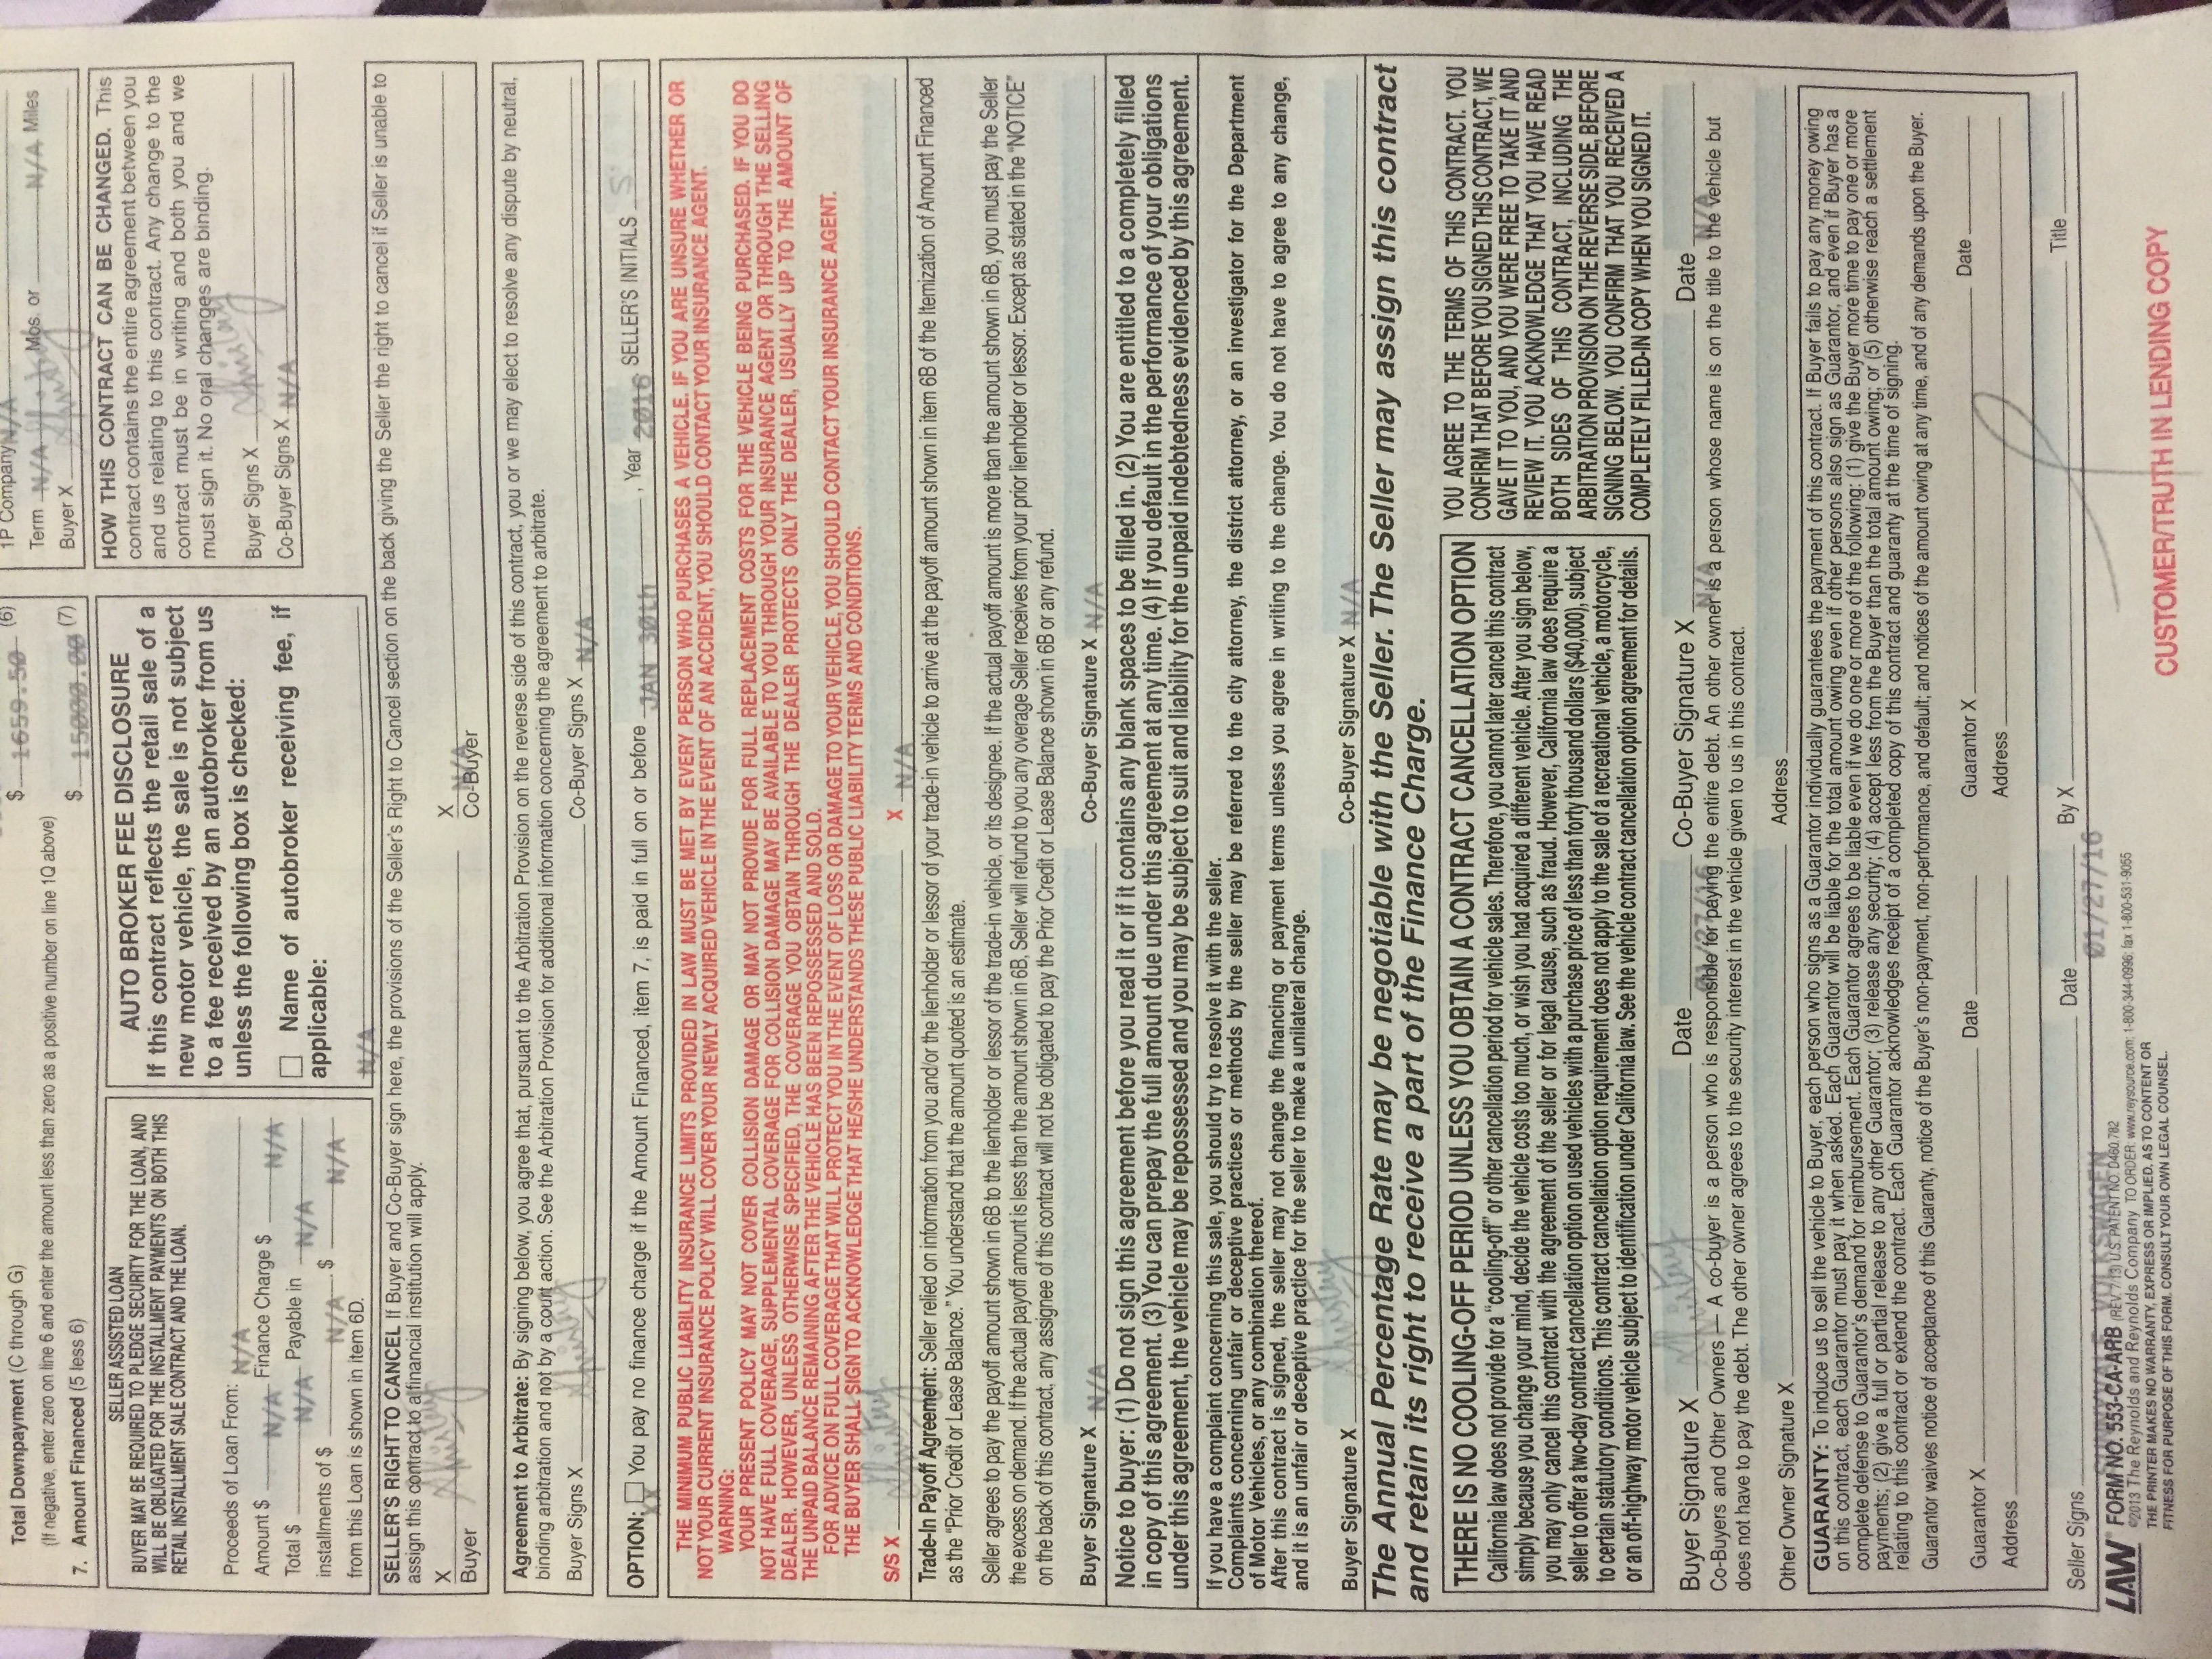 Total Downpayment (C through G) $ 1659.50 (6)
(If negative, enter zero on line 6 and enter the amount less than zero as a positive number on line 1Q above)
7. Amount Financed (5 less 6) $ 15000.00 (7)
1P Company N/A
Term N/A Mos. or N/A Miles
Buyer X
SELLER ASSISTED LOAN
BUYER MAY BE REQUIRED TO PLEDGE SECURITY FOR THE LOAN, AND
WILL BE OBLIGATED FOR THE INSTALLMENT PAYMENTS ON BOTH THIS
RETAIL INSTALLMENT SALE CONTRACT AND THE LOAN.
Proceeds of Loan From: N/A
Amount $ N/A Finance Charge $ N/A
Total $ N/A Payable in N/A
installments of $ N/A $ N/A
from this Loan is shown in item 6D.
AUTO BROKER FEE DISCLOSURE
If this contract reflects the retail sale of a
new motor vehicle, the sale is not subject
to a fee received by an autobroker from us
unless the following box is checked:
☐ Name of autobroker receiving fee, if
applicable:
N/A
HOW THIS CONTRACT CAN BE CHANGED. This
contract contains the entire agreement between you
and us relating to this contract. Any change to the
contract must be in writing and both you and we
must sign it. No oral changes are binding.
Buyer Signs X
Co-Buyer Signs X N/A
SELLER'S RIGHT TO CANCEL If Buyer and Co-Buyer sign here, the provisions of the Seller's Right to Cancel section on the back giving the Seller the right to cancel if Seller is unable to
assign this contract to a financial institution will apply.
X X N/A
Buyer Co-Buyer
Agreement to Arbitrate: By signing below, you agree that, pursuant to the Arbitration Provision on the reverse side of this contract, you or we may elect to resolve any dispute by neutral,
binding arbitration and not by a court action. See the Arbitration Provision for additional information concerning the agreement to arbitrate.
Buyer Signs X Co-Buyer Signs X N/A
OPTION: ☐ You pay no finance charge if the Amount Financed, item 7, is paid in full on or before JAN 30th , Year 2016 SELLER'S INITIALS S
XX
THE MINIMUM PUBLIC LIABILITY INSURANCE LIMITS PROVIDED IN LAW MUST BE MET BY EVERY PERSON WHO PURCHASES A VEHICLE. IF YOU ARE UNSURE WHETHER OR
NOT YOUR CURRENT INSURANCE POLICY WILL COVER YOUR NEWLY ACQUIRED VEHICLE IN THE EVENT OF AN ACCIDENT, YOU SHOULD CONTACT YOUR INSURANCE AGENT.
WARNING:
YOUR PRESENT POLICY MAY NOT COVER COLLISION DAMAGE OR MAY NOT PROVIDE FOR FULL REPLACEMENT COSTS FOR THE VEHICLE BEING PURCHASED. IF YOU DO
NOT HAVE FULL COVERAGE, SUPPLEMENTAL COVERAGE FOR COLLISION DAMAGE MAY BE AVAILABLE TO YOU THROUGH YOUR INSURANCE AGENT OR THROUGH THE SELLING
DEALER. HOWEVER, UNLESS OTHERWISE SPECIFIED, THE COVERAGE YOU OBTAIN THROUGH THE DEALER PROTECTS ONLY THE DEALER, USUALLY UP TO THE AMOUNT OF
THE UNPAID BALANCE REMAINING AFTER THE VEHICLE HAS BEEN REPOSSESSED AND SOLD.
FOR ADVICE ON FULL COVERAGE THAT WILL PROTECT YOU IN THE EVENT OF LOSS OR DAMAGE TO YOUR VEHICLE, YOU SHOULD CONTACT YOUR INSURANCE AGENT.
THE BUYER SHALL SIGN TO ACKNOWLEDGE THAT HE/SHE UNDERSTANDS THESE PUBLIC LIABILITY TERMS AND CONDITIONS.
S/S X X N/A
Trade-In Payoff Agreement: Seller relied on information from you and/or the lienholder or lessor of your trade-in vehicle to arrive at the payoff amount shown in item 6B of the Itemization of Amount Financed
as the "Prior Credit or Lease Balance." You understand that the amount quoted is an estimate.
Seller agrees to pay the payoff amount shown in 6B to the lienholder or lessor of the trade-in vehicle, or its designee. If the actual payoff amount is more than the amount shown in 6B, you must pay the Seller
the excess on demand. If the actual payoff amount is less than the amount shown in 6B, Seller will refund to you any overage Seller receives from your prior lienholder or lessor. Except as stated in the "NOTICE"
on the back of this contract, any assignee of this contract will not be obligated to pay the Prior Credit or Lease Balance shown in 6B or any refund.
Buyer Signature X N/A Co-Buyer Signature X N/A
Notice to buyer: (1) Do not sign this agreement before you read it or if it contains any blank spaces to be filled in. (2) You are entitled to a completely filled
in copy of this agreement. (3) You can prepay the full amount due under this agreement at any time. (4) If you default in the performance of your obligations
under this agreement, the vehicle may be repossessed and you may be subject to suit and liability for the unpaid indebtedness evidenced by this agreement.
If you have a complaint concerning this sale, you should try to resolve it with the seller.
Complaints concerning unfair or deceptive practices or methods by the seller may be referred to the city attorney, the district attorney, or an investigator for the Department
of Motor Vehicles, or any combination thereof.
After this contract is signed, the seller may not change the financing or payment terms unless you agree in writing to the change. You do not have to agree to any change,
and it is an unfair or deceptive practice for the seller to make a unilateral change.
Buyer Signature X Co-Buyer Signature X N/A
The Annual Percentage Rate may be negotiable with the Seller. The Seller may assign this contract
and retain its right to receive a part of the Finance Charge.
THERE IS NO COOLING-OFF PERIOD UNLESS YOU OBTAIN A CONTRACT CANCELLATION OPTION
California law does not provide for a "cooling-off" or other cancellation period for vehicle sales. Therefore, you cannot later cancel this contract
simply because you change your mind, decide the vehicle costs too much, or wish you had acquired a different vehicle. After you sign below,
you may only cancel this contract with the agreement of the seller or for legal cause, such as fraud. However, California law does require a
seller to offer a two-day contract cancellation option on used vehicles with a purchase price of less than forty thousand dollars ($40,000), subject
to certain statutory conditions. This contract cancellation option requirement does not apply to the sale of a recreational vehicle, a motorcycle,
or an off-highway motor vehicle subject to identification under California law. See the vehicle contract cancellation option agreement for details.
YOU AGREE TO THE TERMS OF THIS CONTRACT. YOU
CONFIRM THAT BEFORE YOU SIGNED THIS CONTRACT, WE
GAVE IT TO YOU, AND YOU WERE FREE TO TAKE IT AND
REVIEW IT. YOU ACKNOWLEDGE THAT YOU HAVE READ
BOTH SIDES OF THIS CONTRACT, INCLUDING THE
ARBITRATION PROVISION ON THE REVERSE SIDE, BEFORE
SIGNING BELOW. YOU CONFIRM THAT YOU RECEIVED A
COMPLETELY FILLED-IN COPY WHEN YOU SIGNED IT.
Buyer Signature X Date 01/27/16 Co-Buyer Signature X N/A Date N/A
Co-Buyers and Other Owners — A co-buyer is a person who is responsible for paying the entire debt. An other owner is a person whose name is on the title to the vehicle but
does not have to pay the debt. The other owner agrees to the security interest in the vehicle given to us in this contract.
Other Owner Signature X Address
GUARANTY: To induce us to sell the vehicle to Buyer, each person who signs as a Guarantor individually guarantees the payment of this contract. If Buyer fails to pay any money owing
on this contract, each Guarantor must pay it when asked. Each Guarantor will be liable for the total amount owing even if other persons also sign as Guarantor, and even if Buyer has a
complete defense to Guarantor's demand for reimbursement. Each Guarantor agrees to be liable even if we do one or more of the following: (1) give the Buyer more time to pay one or more
payments; (2) give a full or partial release to any other Guarantor; (3) release any security; (4) accept less from the Buyer than the total amount owing; or (5) otherwise reach a settlement
relating to this contract or extend the contract. Each Guarantor acknowledges receipt of a completed copy of this contract and guaranty at the time of signing.
Guarantor waives notice of acceptance of this Guaranty, notice of the Buyer's non-payment, non-performance, and default; and notices of the amount owing at any time, and of any demands upon the Buyer.
Guarantor X Date Guarantor X Date
Address Address
Seller Signs SUNNYVALE VOLKSWAGEN Date 01/27/16 By X Title
LAW FORM NO. 553-CA-ARB (REV. 7/13) U.S. PATENT NO. D460,782
©2013 The Reynolds and Reynolds Company TO ORDER: www.reysource.com; 1-800-344-0996; fax 1-800-531-9055
THE PRINTER MAKES NO WARRANTY, EXPRESS OR IMPLIED, AS TO CONTENT OR
FITNESS FOR PURPOSE OF THIS FORM. CONSULT YOUR OWN LEGAL COUNSEL.
CUSTOMER/TRUTH IN LENDING COPY